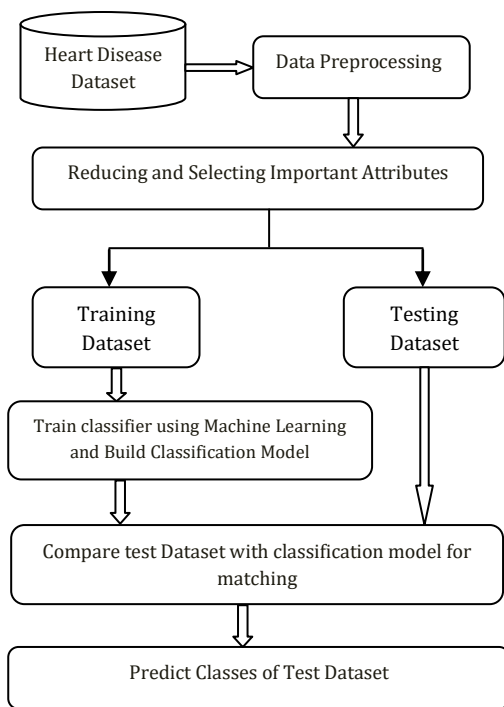 Heart Disease
Dataset
Data Preprocessing
Reducing and Selecting Important Attributes
Training
Dataset
Testing
Dataset
Train classifier using Machine Learning
and Build Classification Model
Compare test Dataset with classification model for
matching
Predict Classes of Test Dataset